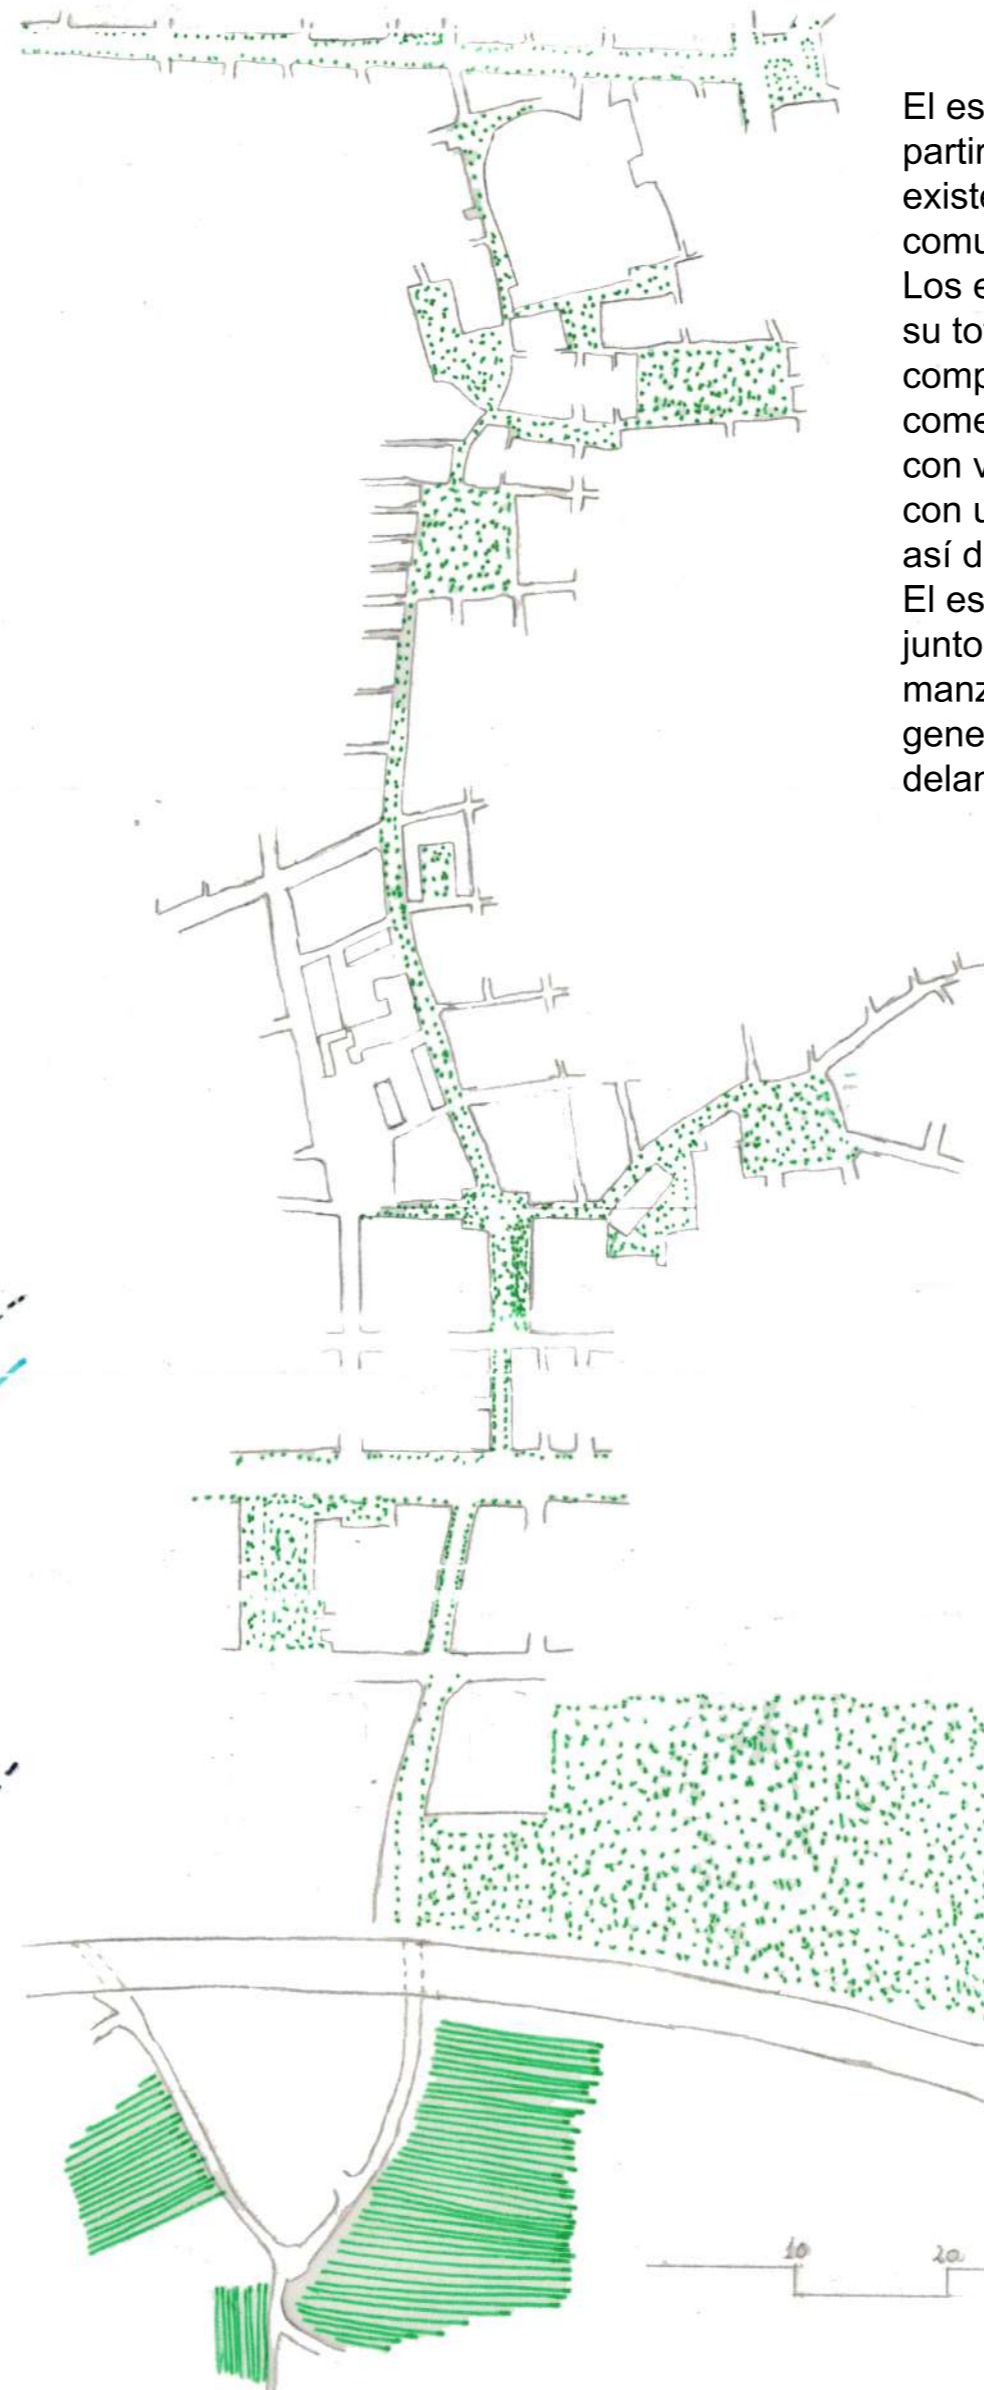 El es
partir
existe
comu
Los e
su to
comp
come
con v
con u
así d
El es
junto
manz
gene
delar
10 20